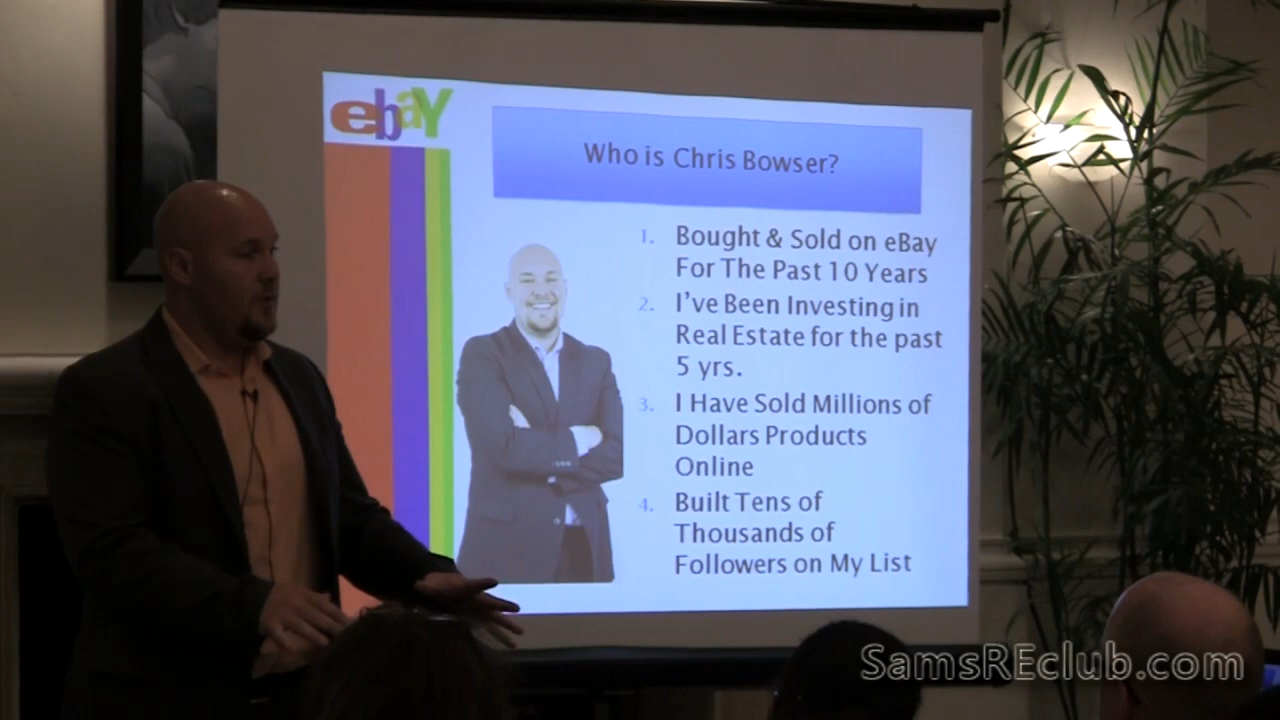 ebaY
Who is Chris Bowser?
1. Bought & Sold on eBay
For The Past 10 Years
2. I've Been Investing in
Real Estate for the past
5 yrs.
3. I Have Sold Millions of
Dollars Products
Online
4. Built Tens of
Thousands of
Followers on My List
SamsREclub.com